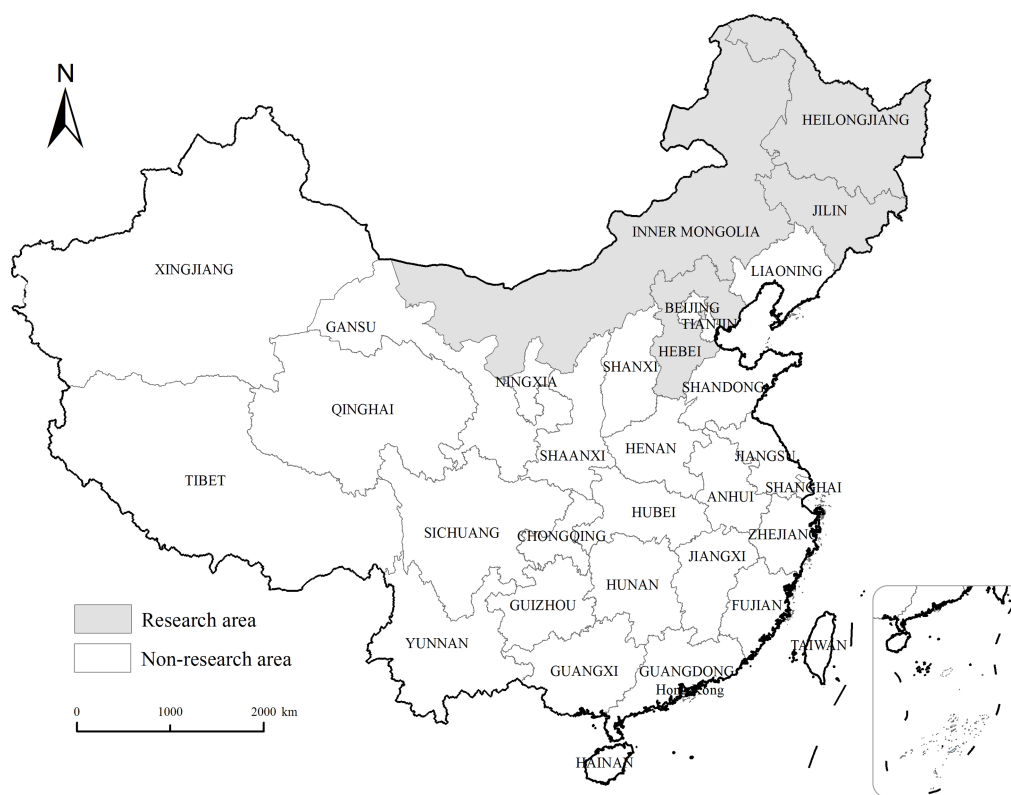 N
HEILONGJIANG
JILIN
INNER MONGOLIA
LIAONING
XINGJIANG
BEIJING
TIANJIN
GANSU
HEBEI
SHANXI
NINGXIA
SHANDONG
QINGHAI
HENAN
SHAANXI
JIANGSU
TIBET
SHANGHAI
ANHUI
HUBEI
SICHUANG
CHONGQING
ZHEJIANG
JIANGXI
HUNAN
GUIZHOU
FUJIAN
Research area
YUNNAN
TAIWAN
Non-research area
GUANGXI
GUANGDONG
Hong Kong
0 1000 2000 km
HAINAN